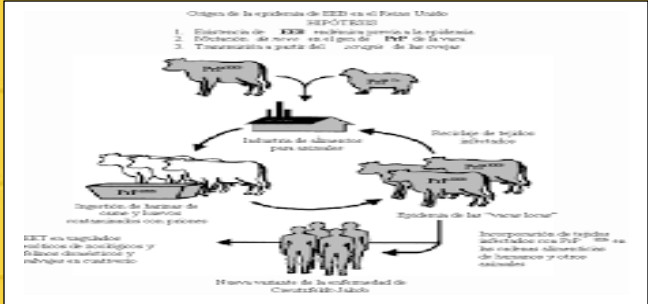 Origen de la epidemia de EEB en el Reino Unido
HIPÓTESIS
1. Existencia de EEB endémica previa a la epidemia
2. Mutación de novo en el gen de PrP de la vaca
3. Transmisión a partir del scrapie de las ovejas
Industria de alimentos
para animales
Reciclaje de tejidos
infectados
Ingestión de harinas de
carne y huesos
contaminados con priones
Epidemia de las "vacas locas"
EET en ungulados
exóticos de zoológicos y
felinos domésticos y
salvajes en cautiverio
Incorporación de tejidos
infectados con PrP en
las cadenas alimenticias
de humanos y otros
animales
Nueva variante de la enfermedad de
Creutzfeldt-Jakob